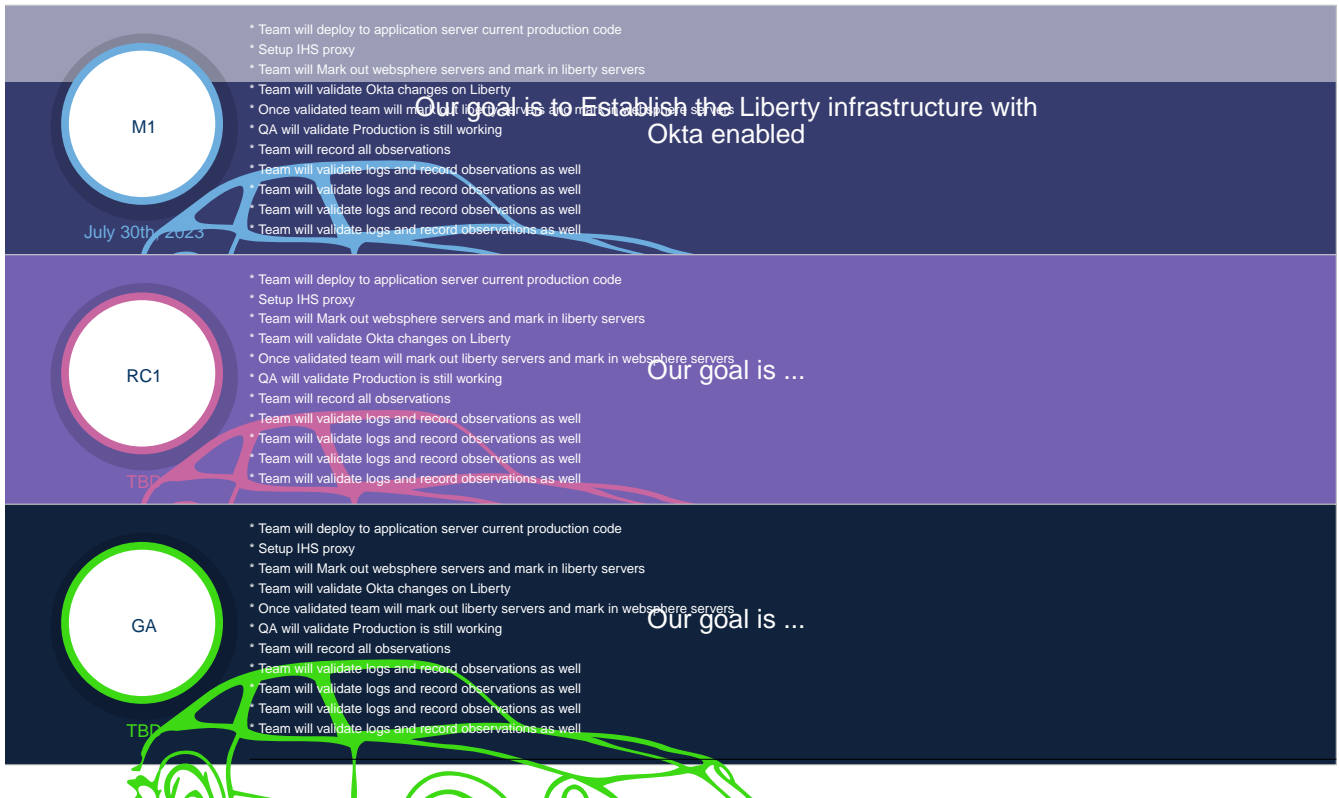 * Team will deploy to application server current production code
* Setup IHS proxy
* Team will Mark out websphere servers and mark in liberty servers
* Team will validate Okta changes on Liberty
* Once validated team will mark out liberty servers and mark in websphere servers
* QA will validate Production is still working
* Team will record all observations
* Team will validate logs and record observations as well
* Team will validate logs and record observations as well
* Team will validate logs and record observations as well
* Team will validate logs and record observations as well
M1
July 30th, 2023
Our goal is to Establish the Liberty infrastructure with
Okta enabled
* Team will deploy to application server current production code
* Setup IHS proxy
* Team will Mark out websphere servers and mark in liberty servers
* Team will validate Okta changes on Liberty
* Once validated team will mark out liberty servers and mark in websphere servers
* QA will validate Production is still working
* Team will record all observations
* Team will validate logs and record observations as well
* Team will validate logs and record observations as well
* Team will validate logs and record observations as well
* Team will validate logs and record observations as well
RC1
TBD
Our goal is ...
* Team will deploy to application server current production code
* Setup IHS proxy
* Team will Mark out websphere servers and mark in liberty servers
* Team will validate Okta changes on Liberty
* Once validated team will mark out liberty servers and mark in websphere servers
* QA will validate Production is still working
* Team will record all observations
* Team will validate logs and record observations as well
* Team will validate logs and record observations as well
* Team will validate logs and record observations as well
* Team will validate logs and record observations as well
GA
TBD
Our goal is ...